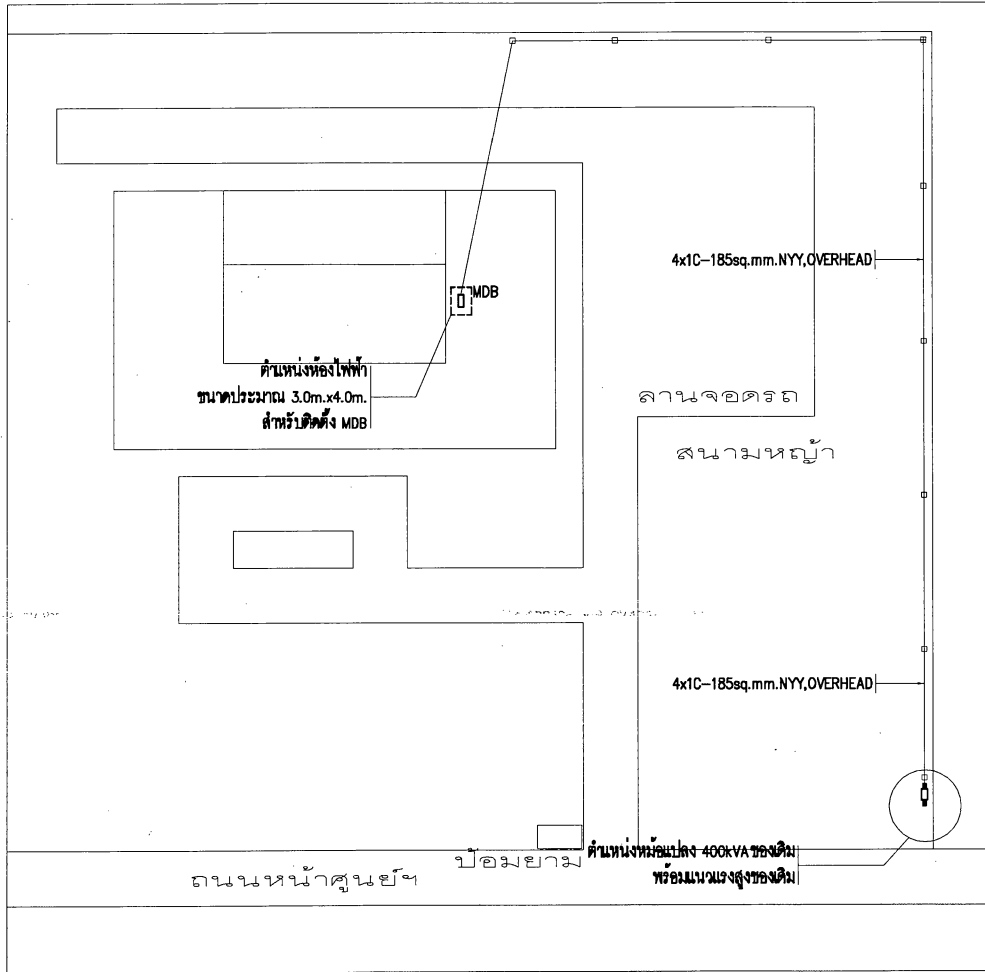 4x1C-185sq.mm.NYY,OVERHEAD
MDB
ตำแหน่งห้องไฟฟ้า
ขนาดประมาณ 3.0m.x4.0m.
สำหรับติดตั้ง MDB
ลานจอดรถ
สนามหญ้า
4x1C-185sq.mm.NYY,OVERHEAD
ตำแหน่งหม้อแปลง 400kVA ของเดิม
พร้อมแนวแรงสูงของเดิม
ป้อมยาม
ถนนหน้าศูนย์ฯ